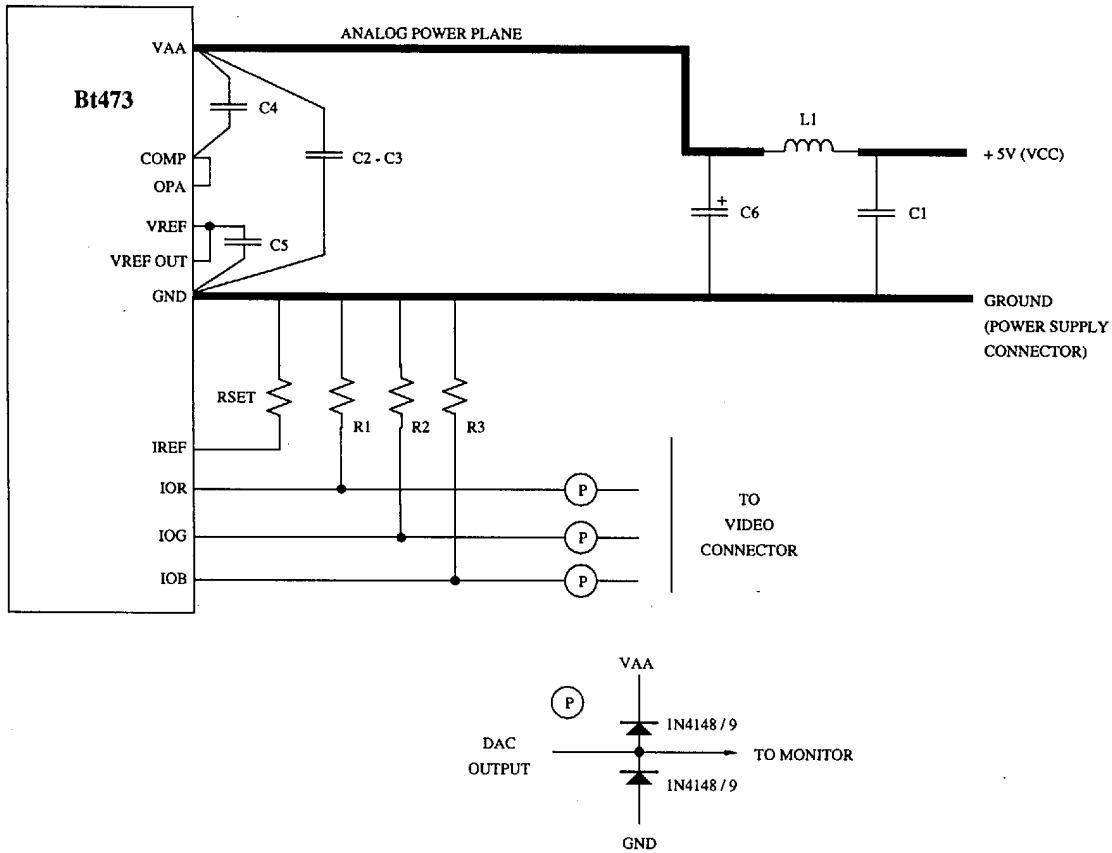 ANALOG POWER PLANE
VAA
Bt473
C4
L1
COMP
C2 - C3
+ 5V (VCC)
OPA
+
C6
C1
VREF
C5
VREF OUT
GND
GROUND
(POWER SUPPLY
CONNECTOR)
RSET
R1
R2
R3
IREF
IOR
P
TO
VIDEO
CONNECTOR
IOG
P
IOB
P
VAA
P
1N4148 / 9
DAC
OUTPUT
TO MONITOR
1N4148 / 9
GND